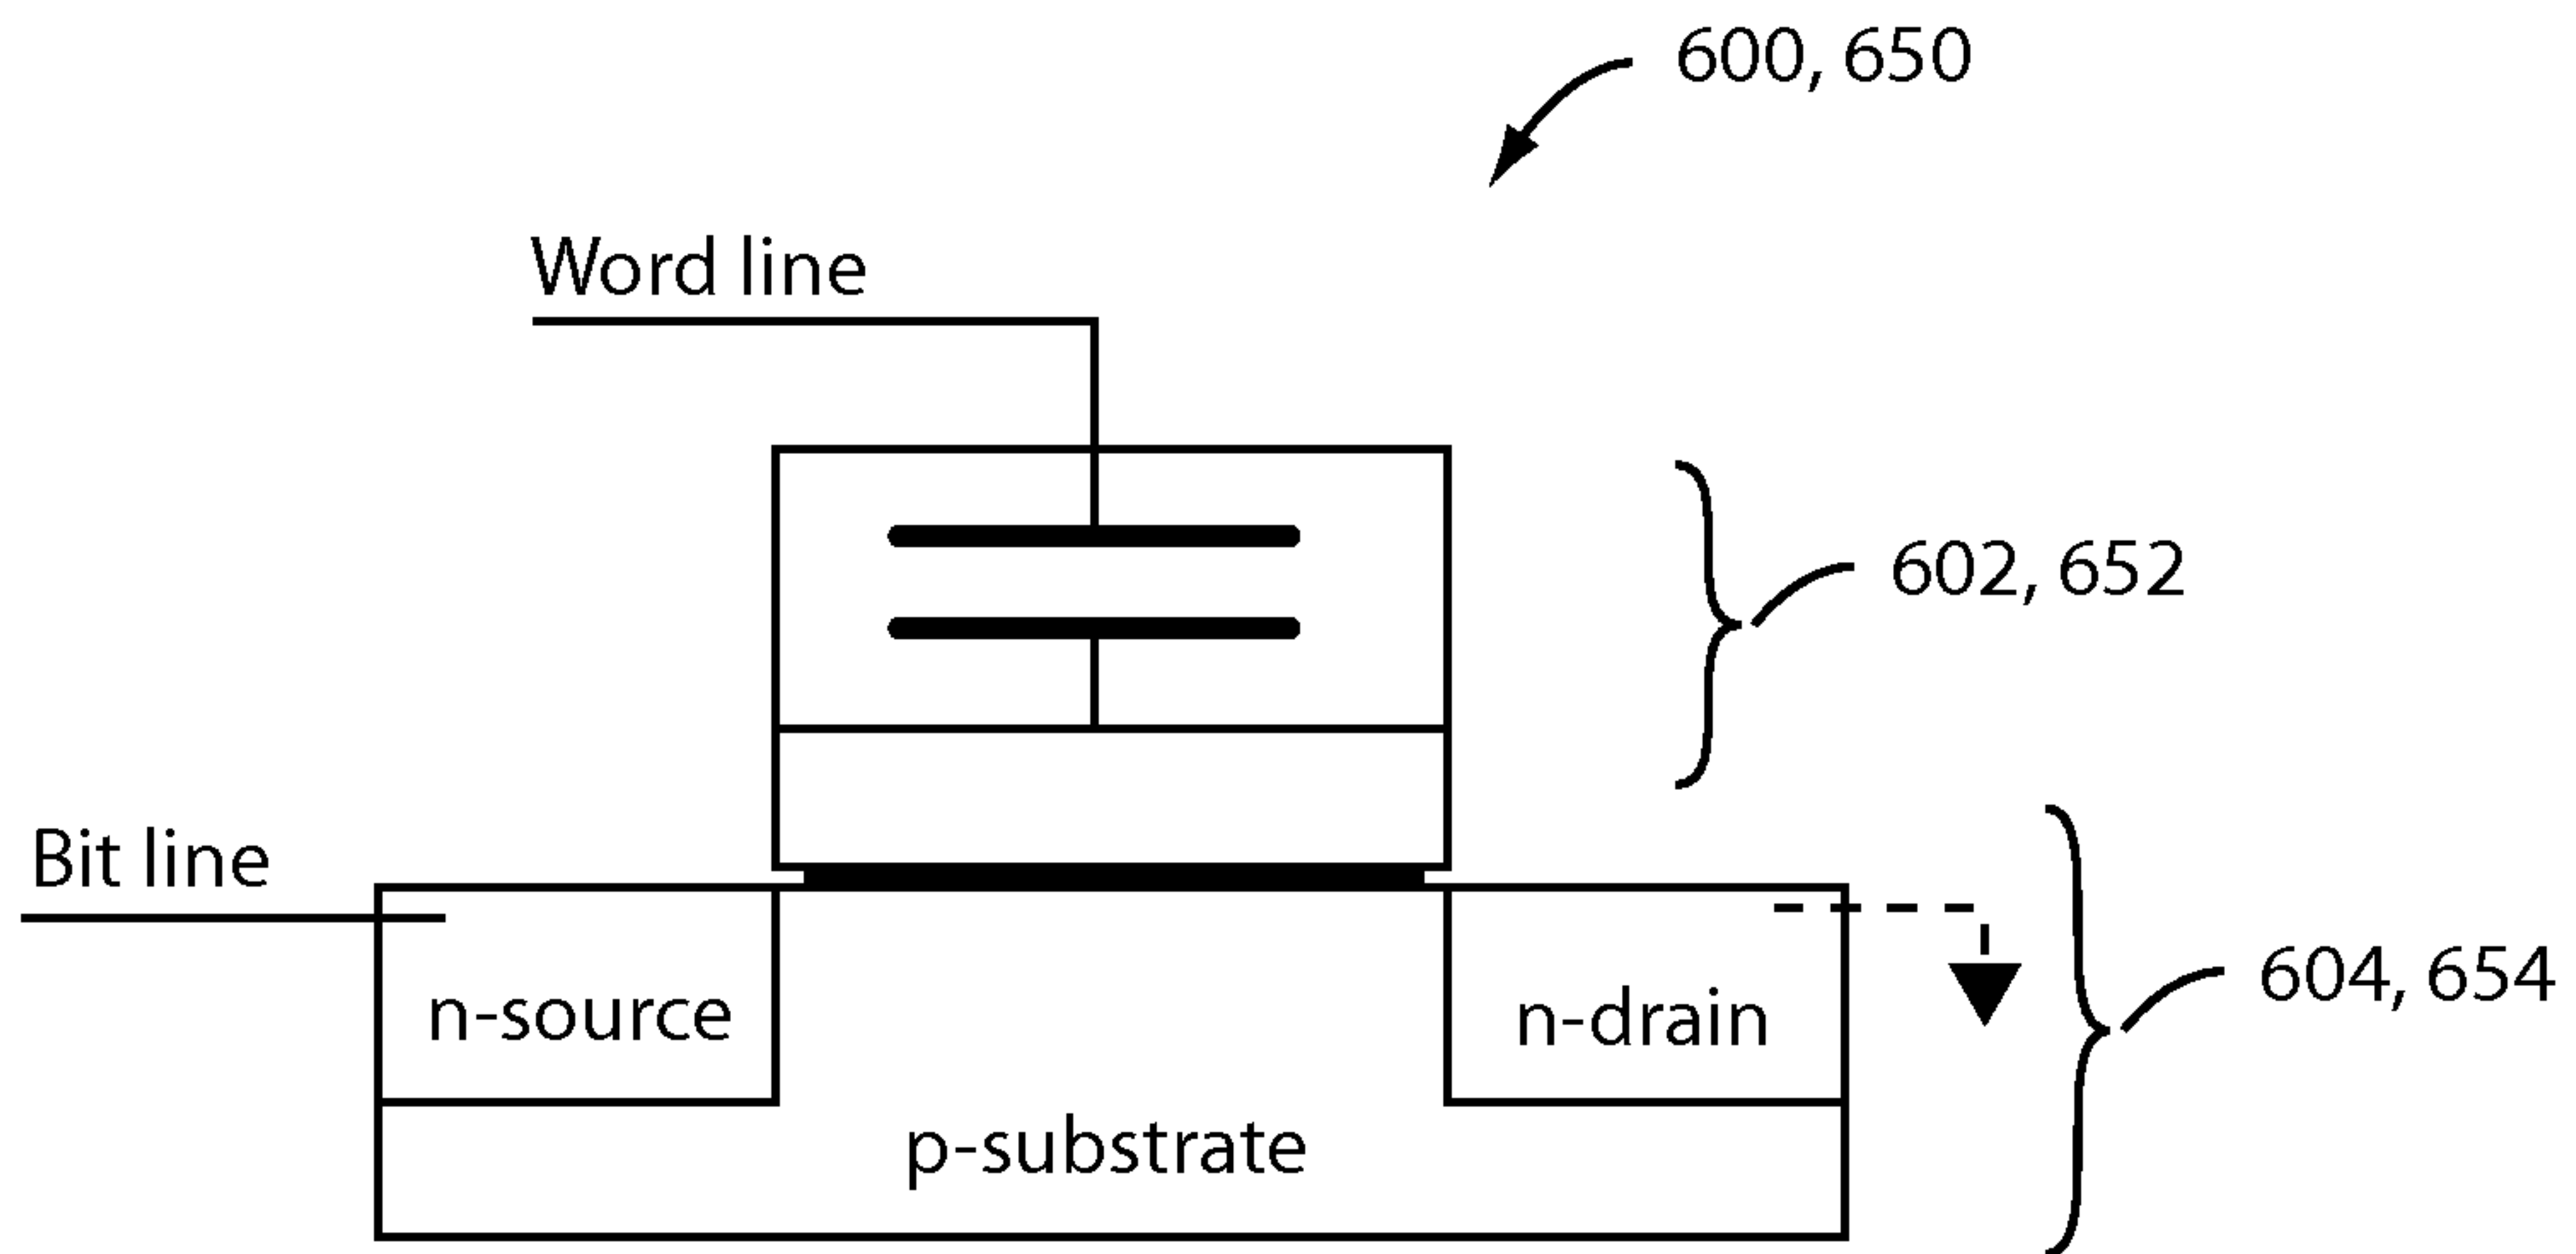 600, 650
Word line
602, 652
Bit line
604, 654
n-source
n-drain
p-substrate